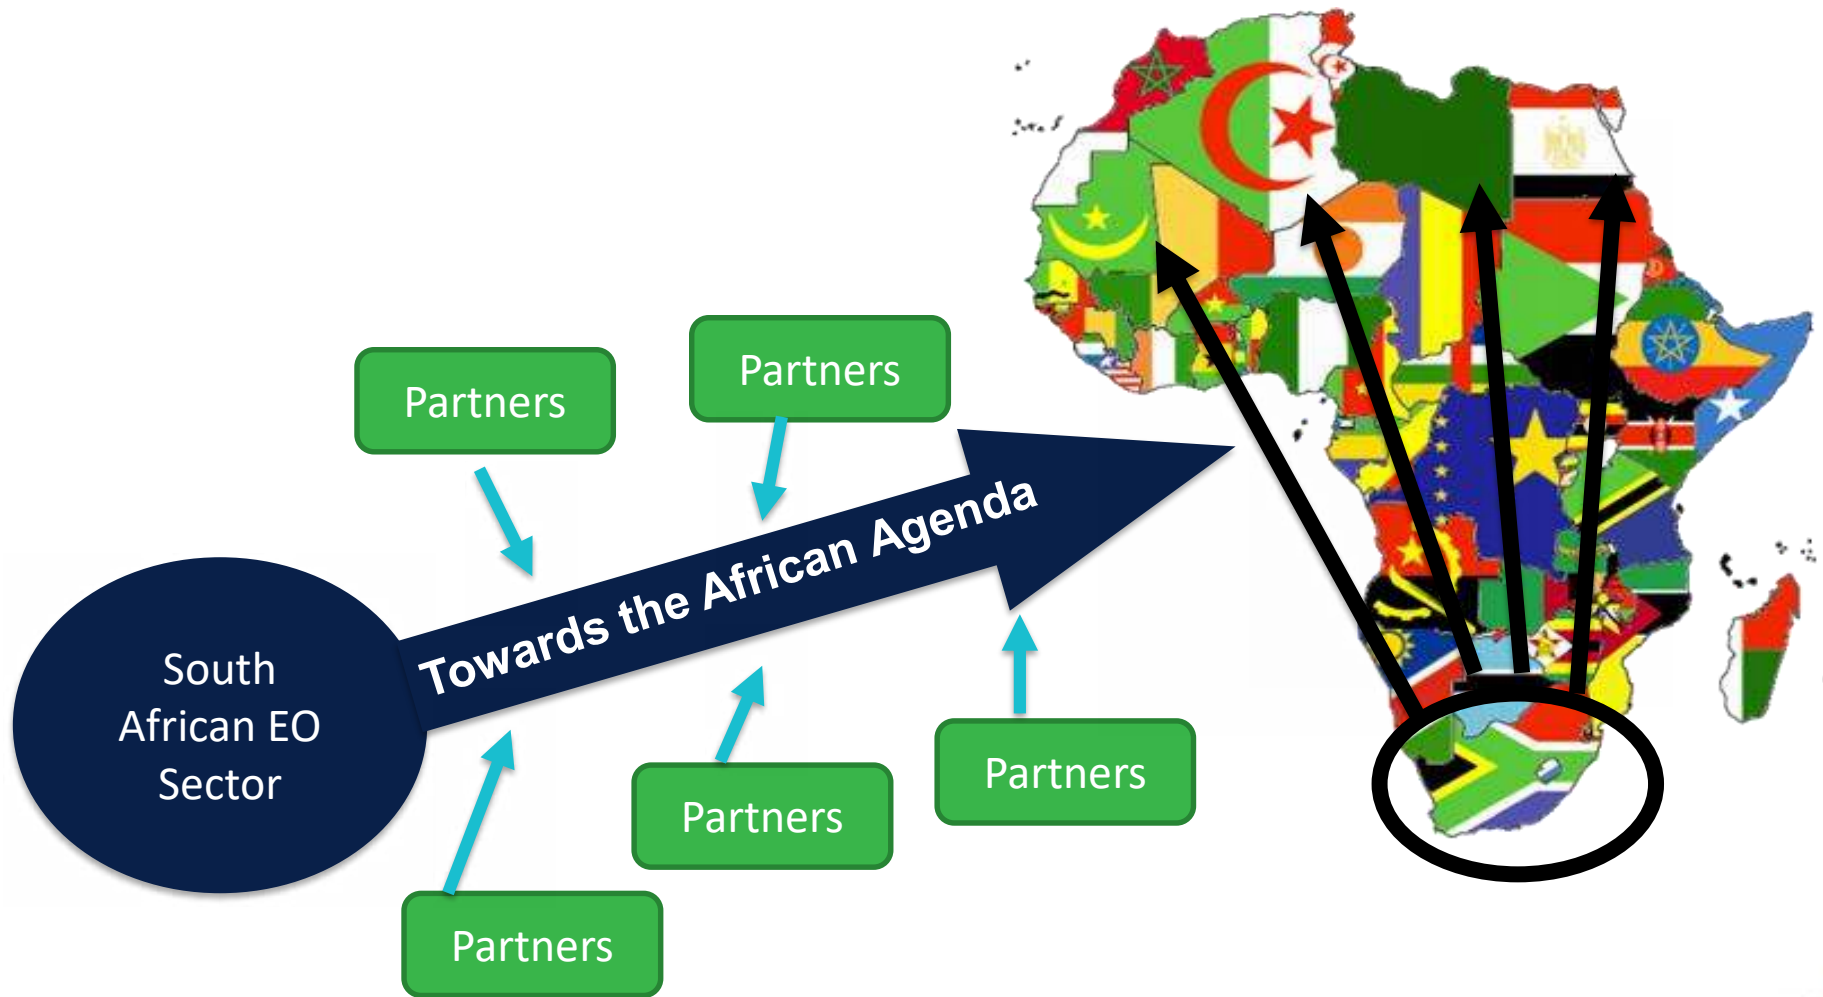 Partners
Partners
Towards the African Agenda
South
African EO
Sector
Partners
Partners
Partners